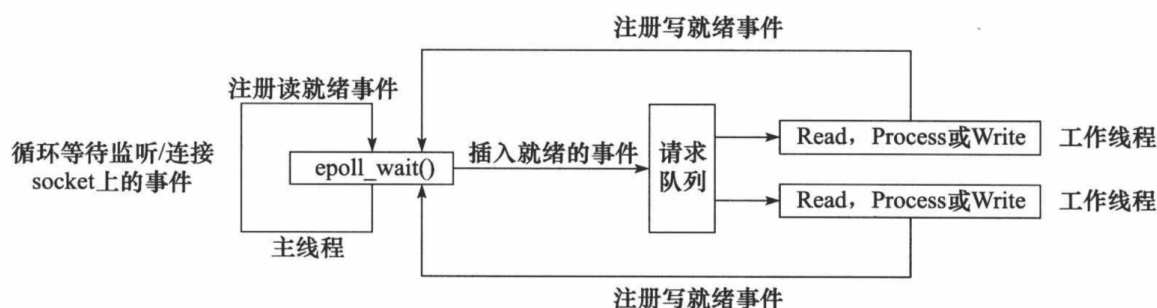 注册写就绪事件
注册读就绪事件
循环等待监听/连接
socket上的事件
epoll_wait()
插入就绪的事件
请求
队列
Read，Process或Write
工作线程
Read，Process或Write
工作线程
主线程
注册写就绪事件